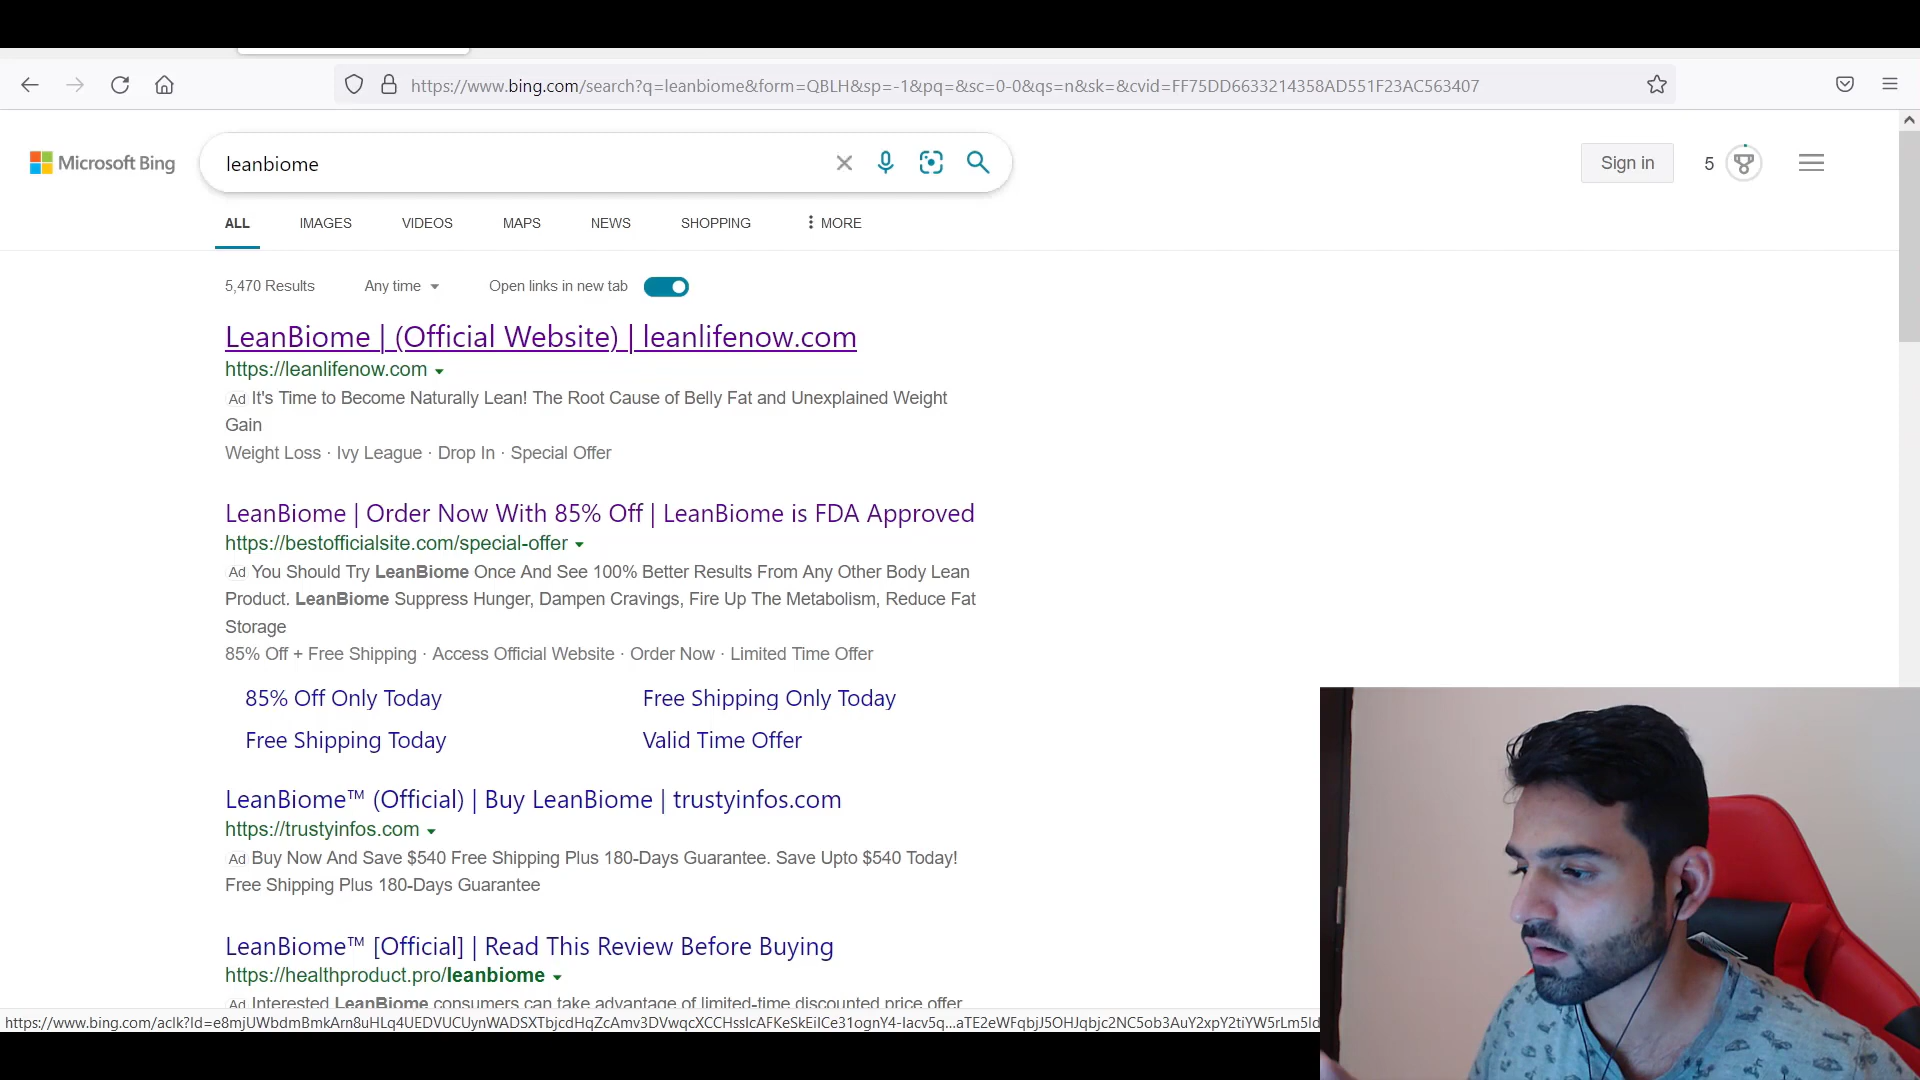 https://www.bing.com/search?q=leanbiome&form=QBLH&sp=-1&pq=&sc=0-0&qs=n&sk=&cvid=FF75DD6633214358AD551F23AC563407
Microsoft Bing
leanbiome
Sign in
5
ALL IMAGES VIDEOS MAPS NEWS SHOPPING MORE
5,470 Results Any time Open links in new tab
LeanBiome | (Official Website) | leanlifenow.com
https://leanlifenow.com
Ad It's Time to Become Naturally Lean! The Root Cause of Belly Fat and Unexplained Weight
Gain
Weight Loss · Ivy League · Drop In · Special Offer
LeanBiome | Order Now With 85% Off | LeanBiome is FDA Approved
https://bestofficialsite.com/special-offer
Ad You Should Try LeanBiome Once And See 100% Better Results From Any Other Body Lean
Product. LeanBiome Suppress Hunger, Dampen Cravings, Fire Up The Metabolism, Reduce Fat
Storage
85% Off + Free Shipping · Access Official Website · Order Now · Limited Time Offer
85% Off Only Today Free Shipping Only Today
Free Shipping Today Valid Time Offer
LeanBiome™ (Official) | Buy LeanBiome | trustyinfos.com
https://trustyinfos.com
Ad Buy Now And Save $540 Free Shipping Plus 180-Days Guarantee. Save Upto $540 Today!
Free Shipping Plus 180-Days Guarantee
LeanBiome™ [Official] | Read This Review Before Buying
https://healthproduct.pro/leanbiome
Ad Interested LeanBiome consumers can take advantage of limited-time discounted price offer